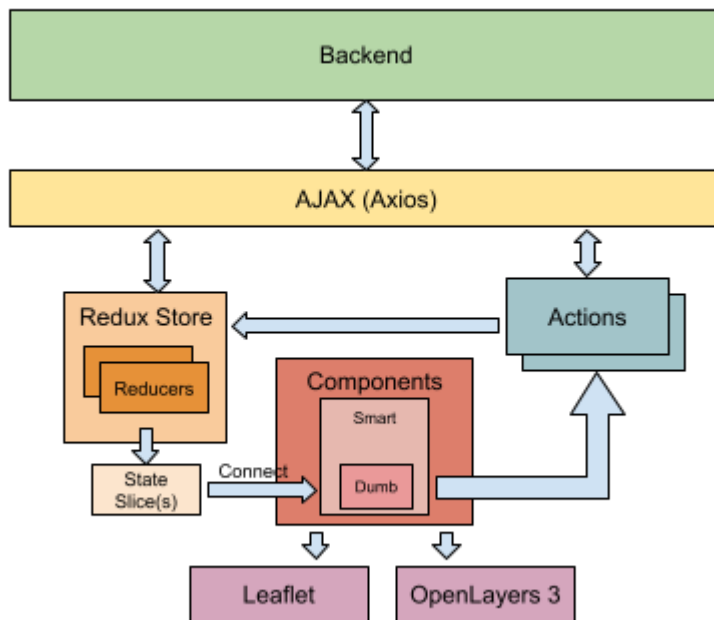 Backend
AJAX (Axios)
Redux Store
Actions
Reducers
Components
Smart
Connect
State
Slice(s)
Dumb
Leaflet
OpenLayers 3